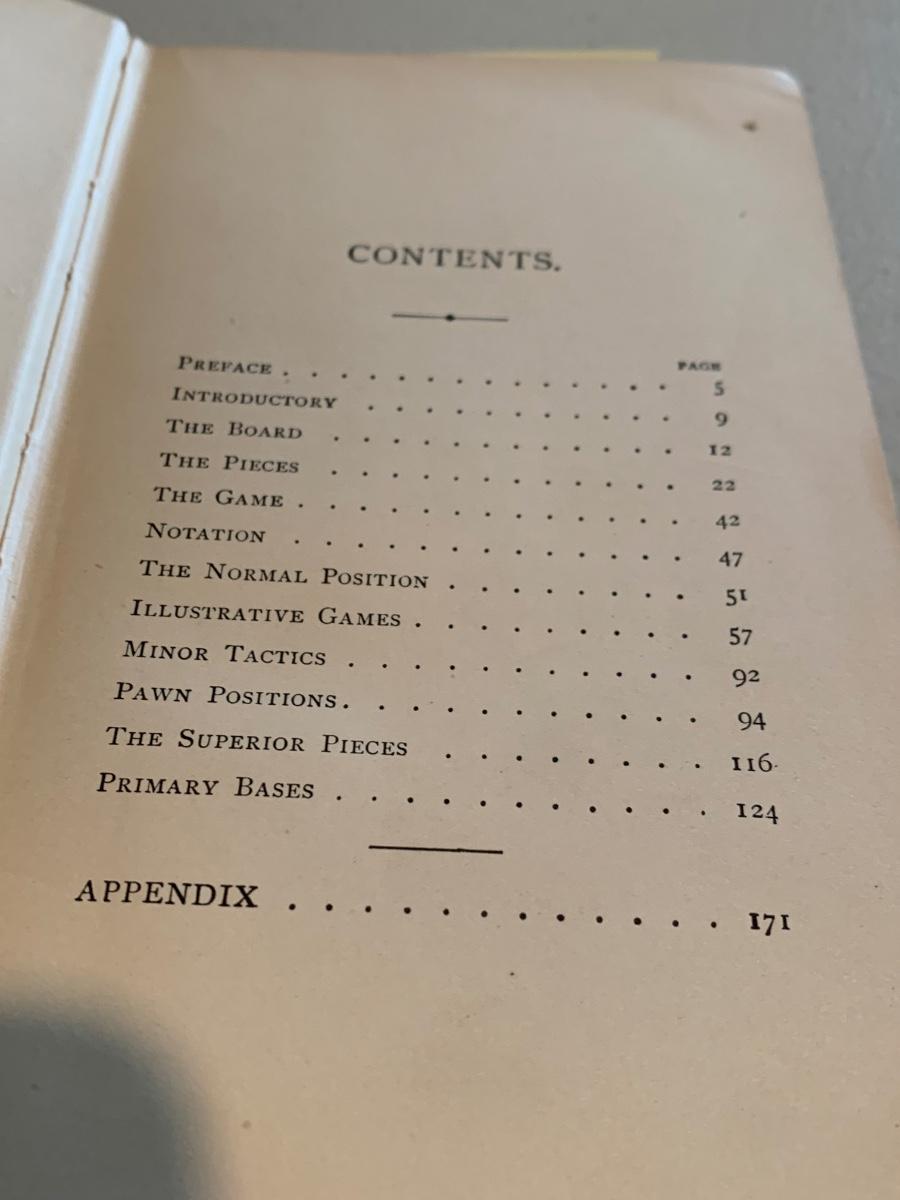 CONTENTS.
PAGE
PREFACE . . . . . . . . . . . . . 5
INTRODUCTORY . . . . . . . . . . 9
THE BOARD . . . . . . . . . . . 12
THE PIECES . . . . . . . . . . . 22
THE GAME . . . . . . . . . . . . . 42
NOTATION . . . . . . . . . . . . . 47
THE NORMAL POSITION . . . . . . . . 51
ILLUSTRATIVE GAMES . . . . . . . . . 57
MINOR TACTICS . . . . . . . . . . . 92
PAWN POSITIONS . . . . . . . . . . . 94
THE SUPERIOR PIECES . . . . . . . . 116
PRIMARY BASES . . . . . . . . . . . 124
APPENDIX . . . . . . . . . . . . 171